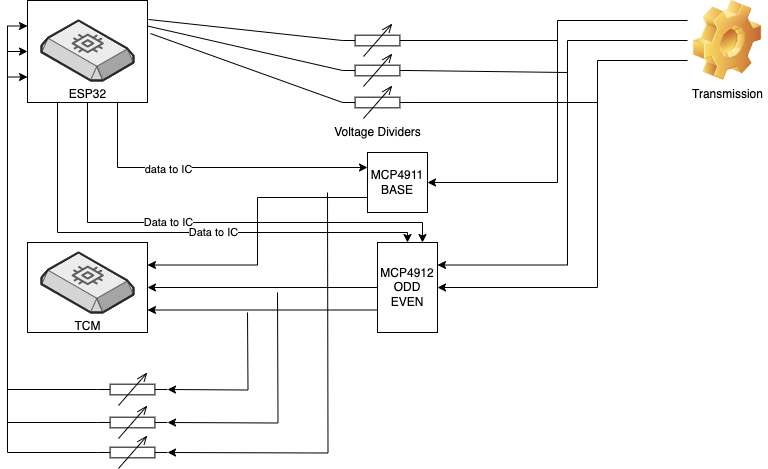 ESP32
Transmission
Voltage Dividers
data to IC
MCP4911
BASE
Data to IC
Data to IC
MCP4912
ODD
EVEN
TCM